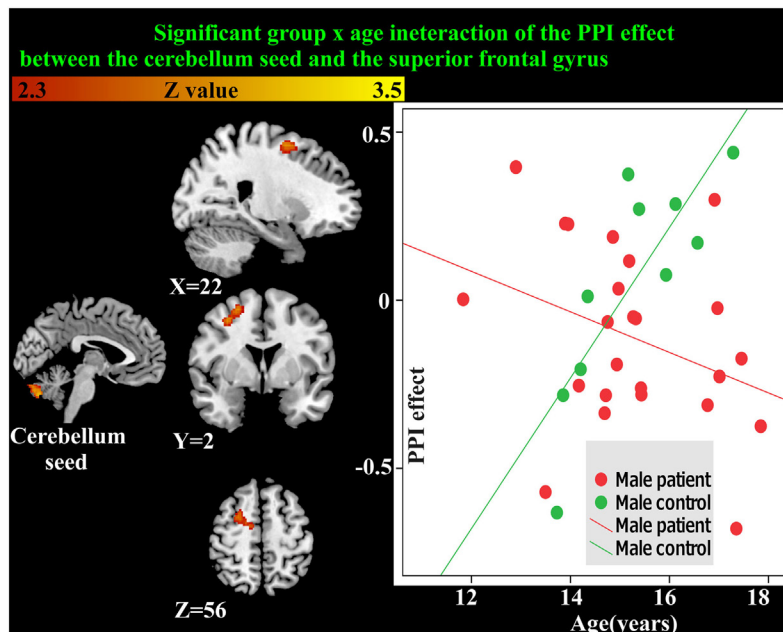 Significant group x age ineteraction of the PPI effect
between the cerebellum seed and the superior frontal gyrus
2.3 Z value 3.5
X=22
Cerebellum
seed
Y=2
Z=56
PPI effect
0.5
0
-0.5
Male patient
Male control
Male patient
Male control
12 14 16 18
Age(years)